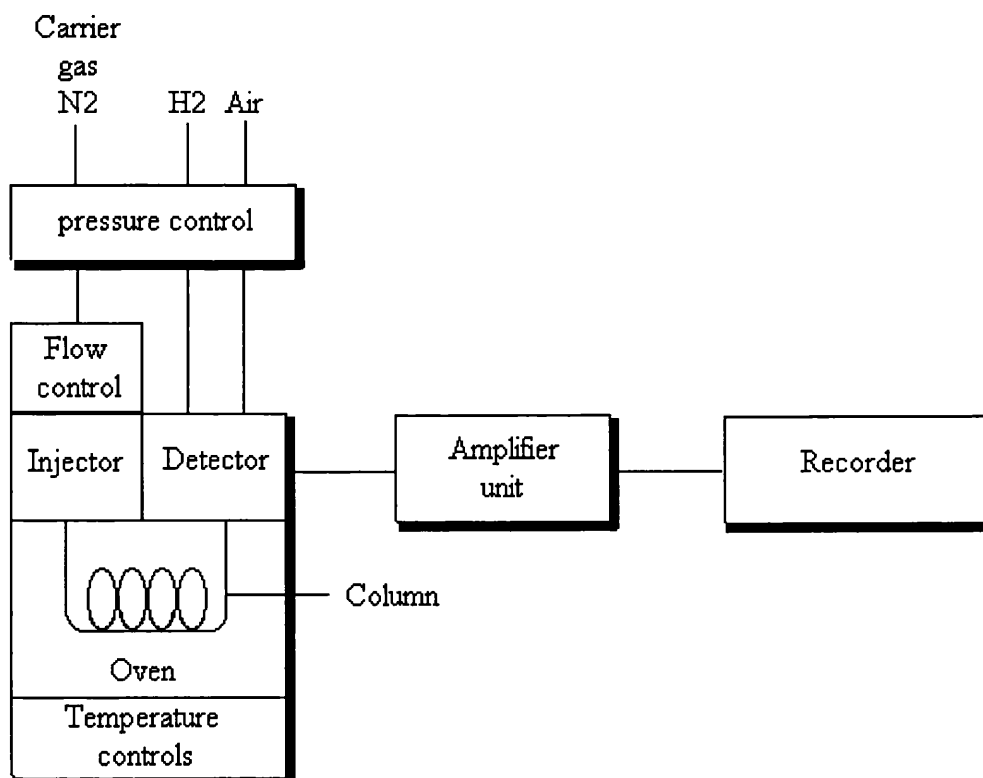 Carrier
gas
N2 H2 Air
pressure control
Flow
control
Injector Detector
Amplifier
unit
Recorder
Column
Oven
Temperature
controls